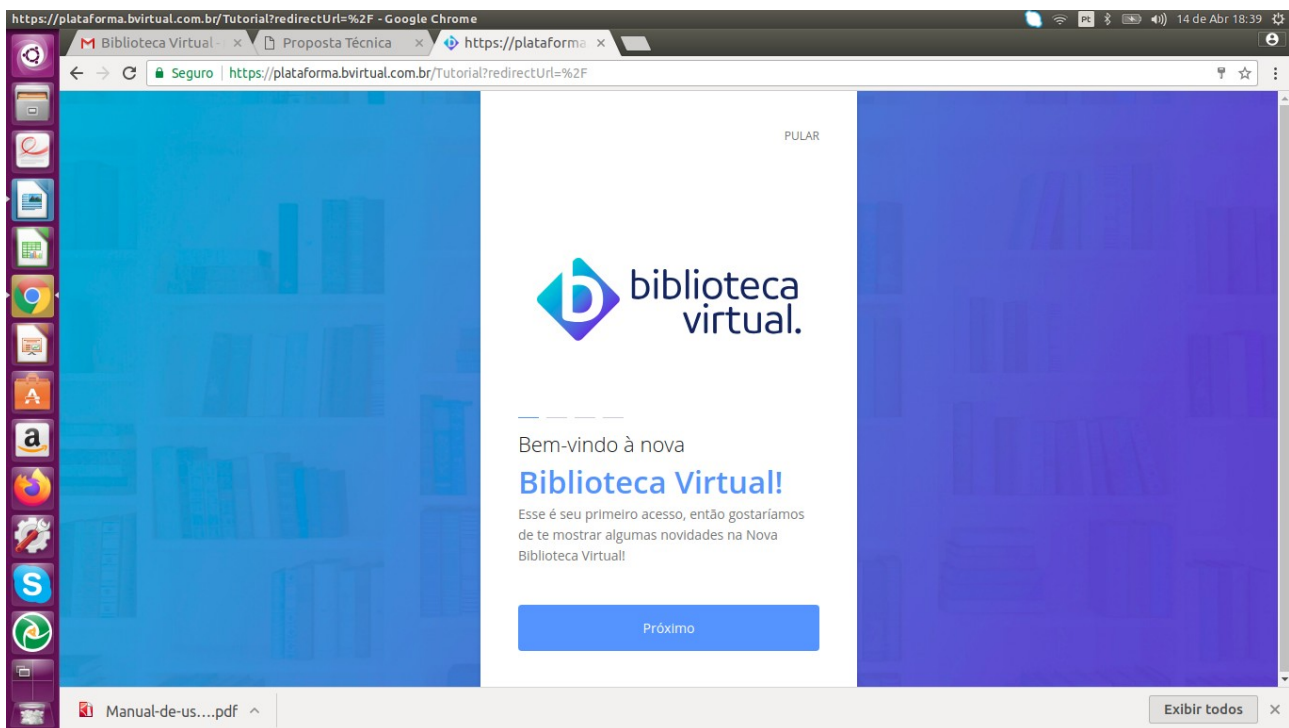 https://plataforma.bvirtual.com.br/Tutorial?redirectUrl=%2F - Google Chrome
Pt
14 de Abr 18:39
Biblioteca Virtual -
Proposta Técnica
https://plataforma
Seguro
https://plataforma.bvirtual.com.br/Tutorial?redirectUrl=%2F
PULAR
biblioteca
virtual.
Bem-vindo à nova
Biblioteca Virtual!
Esse é seu primeiro acesso, então gostaríamos
de te mostrar algumas novidades na Nova
Biblioteca Virtual!
Próximo
Manual-de-us....pdf
Exibir todos